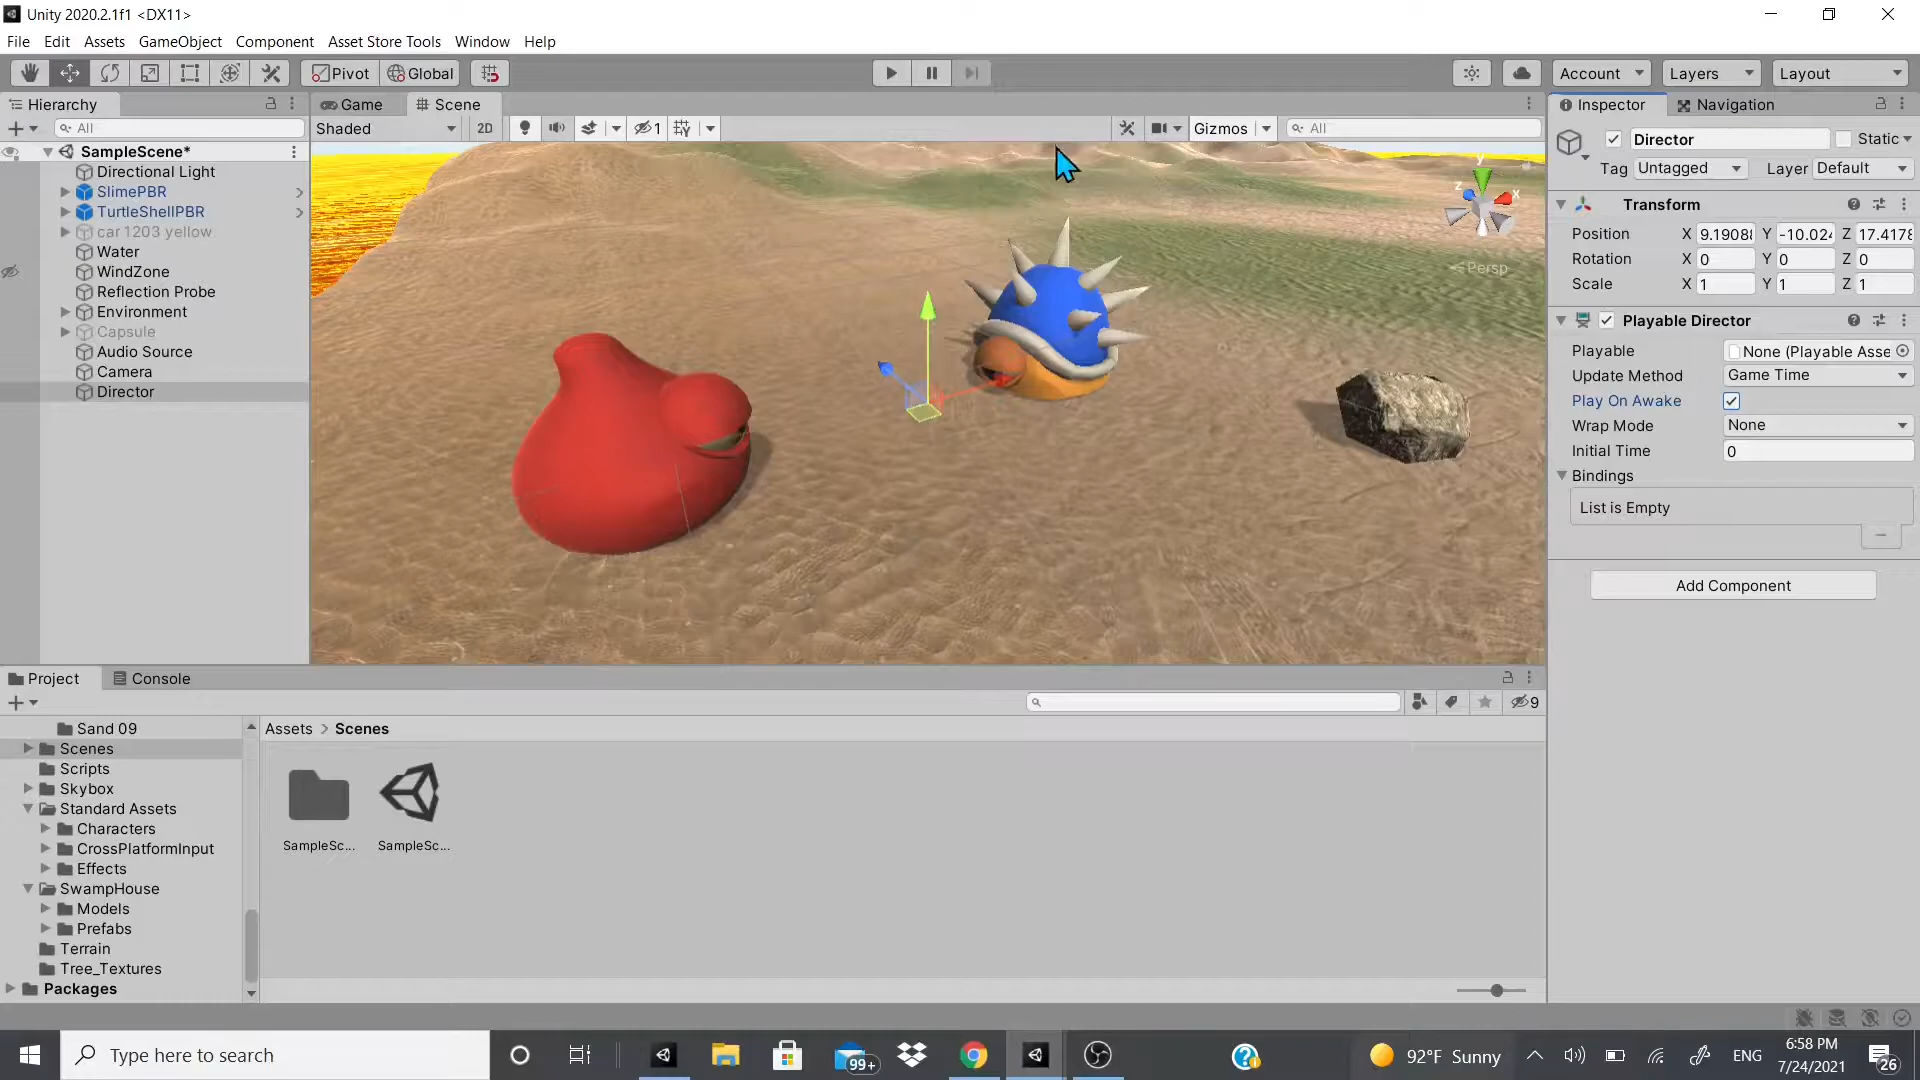 Unity 2020.2.1f1 <DX11>
File Edit Assets GameObject Component Asset Store Tools Window Help
Pivot Global Account Layers Layout
Hierarchy Game Scene Inspector Navigation
All Shaded 2D 1 Gizmos All
SampleScene*
Directional Light
SlimePBR
TurtleShellPBR
car 1203 yellow
Water
WindZone
Reflection Probe
Environment
Capsule
Audio Source
Camera
Director
y
z x
Persp
Director Static
Tag Untagged Layer Default
Transform
Position X 9.1908 Y -10.024 Z 17.4178
Rotation X 0 Y 0 Z 0
Scale X 1 Y 1 Z 1
Playable Director
Playable None (Playable Asse
Update Method Game Time
Play On Awake
Wrap Mode None
Initial Time 0
Bindings
List is Empty
Add Component
Project Console
9
Sand 09
Scenes
Scripts
Skybox
Standard Assets
Characters
CrossPlatformInput
Effects
SwampHouse
Models
Prefabs
Terrain
Tree_Textures
Packages
Assets > Scenes
SampleSc... SampleSc...
Type here to search
99+
92°F Sunny
ENG
6:58 PM
7/24/2021
26